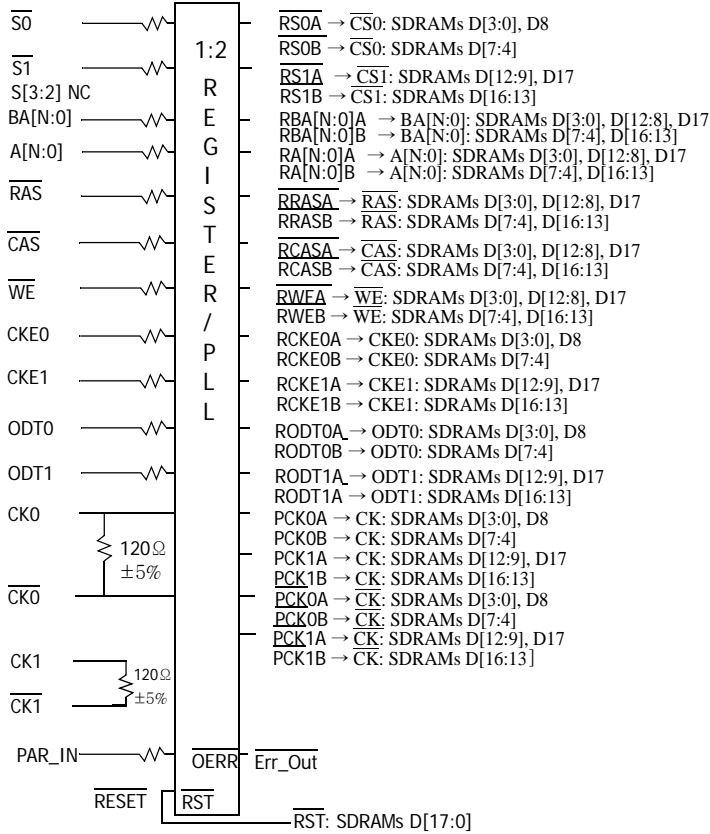 S0
S1
S[3:2] NC
BA[N:0]
A[N:0]
RAS
CAS
WE
CKE0
CKE1
ODT0
ODT1
CK0
120Ω
±5%
CK0
CK1
120Ω
±5%
CK1
PAR_IN
RESET
1:2
R
E
G
I
S
T
E
R
/
P
L
L
OERR
RST
RS0A → CS0: SDRAMs D[3:0], D8
RS0B → CS0: SDRAMs D[7:4]
RS1A → CS1: SDRAMs D[12:9], D17
RS1B → CS1: SDRAMs D[16:13]
RBA[N:0]A → BA[N:0]: SDRAMs D[3:0], D[12:8], D17
RBA[N:0]B → BA[N:0]: SDRAMs D[7:4], D[16:13]
RA[N:0]A → A[N:0]: SDRAMs D[3:0], D[12:8], D17
RA[N:0]B → A[N:0]: SDRAMs D[7:4], D[16:13]
RRASA → RAS: SDRAMs D[3:0], D[12:8], D17
RRASB → RAS: SDRAMs D[7:4], D[16:13]
RCASA → CAS: SDRAMs D[3:0], D[12:8], D17
RCASB → CAS: SDRAMs D[7:4], D[16:13]
RWEA → WE: SDRAMs D[3:0], D[12:8], D17
RWEB → WE: SDRAMs D[7:4], D[16:13]
RCKE0A → CKE0: SDRAMs D[3:0], D8
RCKE0B → CKE0: SDRAMs D[7:4]
RCKE1A → CKE1: SDRAMs D[12:9], D17
RCKE1B → CKE1: SDRAMs D[16:13]
RODT0A → ODT0: SDRAMs D[3:0], D8
RODT0B → ODT0: SDRAMs D[7:4]
RODT1A → ODT1: SDRAMs D[12:9], D17
RODT1A → ODT1: SDRAMs D[16:13]
PCK0A → CK: SDRAMs D[3:0], D8
PCK0B → CK: SDRAMs D[7:4]
PCK1A → CK: SDRAMs D[12:9], D17
PCK1B → CK: SDRAMs D[16:13]
PCK0A → CK: SDRAMs D[3:0], D8
PCK0B → CK: SDRAMs D[7:4]
PCK1A → CK: SDRAMs D[12:9], D17
PCK1B → CK: SDRAMs D[16:13]
Err_Out
RST: SDRAMs D[17:0]